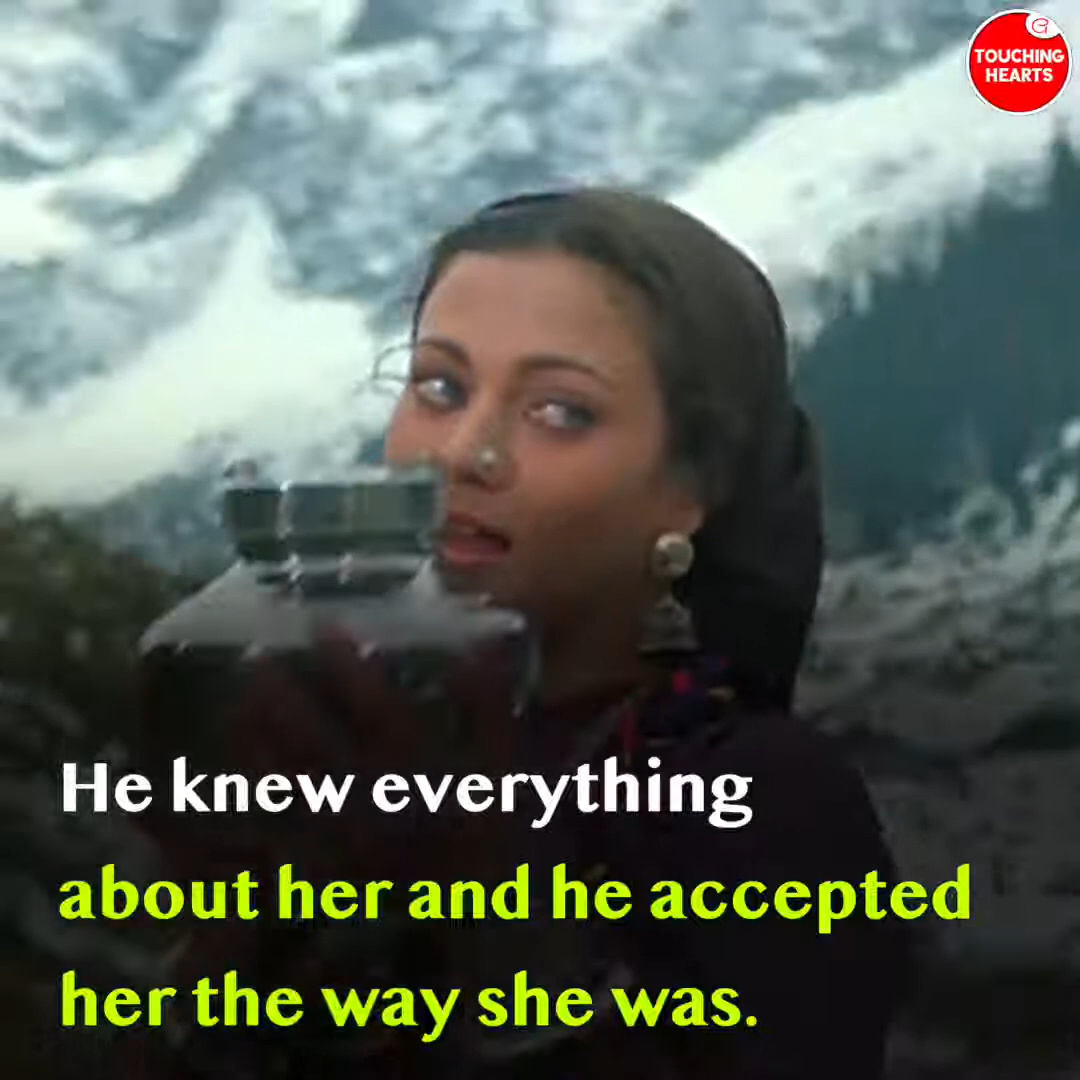 G
TOUCHING
HEARTS
He knew everything
about her and he accepted
her the way she was.